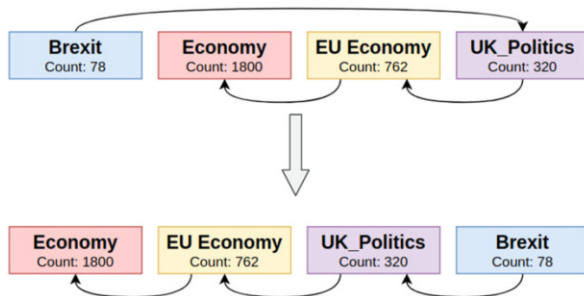 Brexit
Count: 78
Economy
Count: 1800
EU Economy
Count: 762
UK_Politics
Count: 320
Economy
Count: 1800
EU Economy
Count: 762
UK_Politics
Count: 320
Brexit
Count: 78